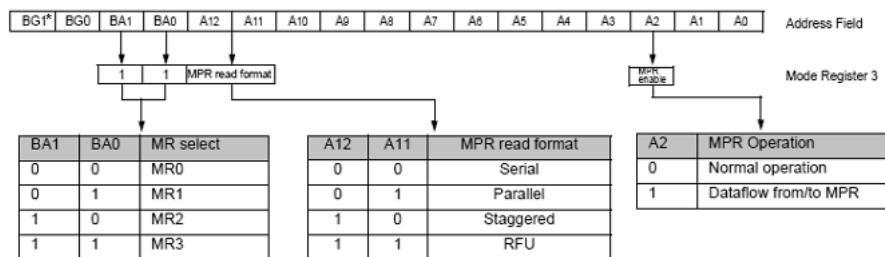 BG1* BG0 BA1 BA0 A12 A11 A10 A9 A8 A7 A6 A5 A4 A3 A2 A1 A0 Address Field
1 1 MPR read format MPR enable Mode Register 3
BA1 BA0 MR select
0 0 MR0
0 1 MR1
1 0 MR2
1 1 MR3
A12 A11 MPR read format
0 0 Serial
0 1 Parallel
1 0 Staggered
1 1 RFU
A2 MPR Operation
0 Normal operation
1 Dataflow from/to MPR